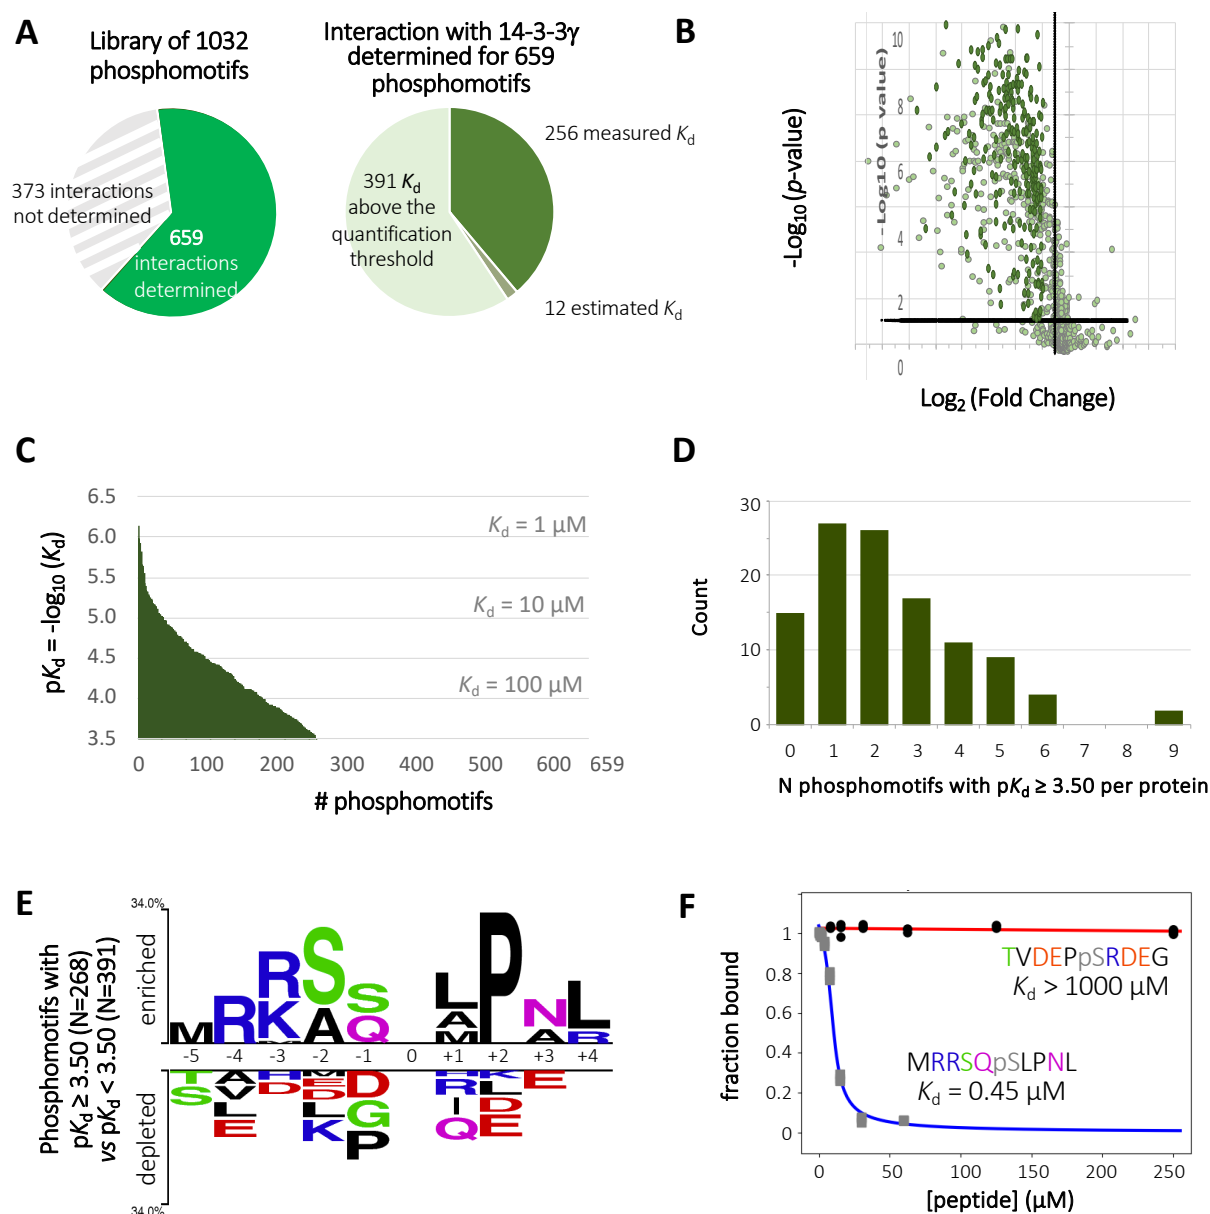 A
Library of 1032
phosphomotifs
373 interactions
not determined
659
interactions
determined
Interaction with 14-3-3γ
determined for 659
phosphomotifs
256 measured Kd
391 Kd
above the
quantification
threshold
12 estimated Kd
B
-Log10 (p-value)
-Log10 (p value)
10
8
6
4
2
0
Log2 (Fold Change)
C
pKd = -log10 (Kd)
6.5
6.0
5.5
5.0
4.5
4.0
3.5
Kd = 1 µM
Kd = 10 µM
Kd = 100 µM
0 100 200 300 400 500 600 659
# phosphomotifs
D
Count
30
20
10
0
0 1 2 3 4 5 6 7 8 9
N phosphomotifs with pKd ≥ 3.50 per protein
E
Phosphomotifs with
pKd ≥ 3.50 (N=268)
vs pKd < 3.50 (N=391)
enriched
depleted
34.0%
M R R K S A S Q L A M P N A L R
-5 -4 -3 -2 -1 0 +1 +2 +3 +4
T S A V L E H D M E D L K D G P R I Q K L D E E
34.0%
F
fraction bound
1
0.8
0.6
0.4
0.2
0
TVDEPpSRDEG
Kd > 1000 µM
MRRSQpSLPNL
Kd = 0.45 µM
0 50 100 150 200 250
[peptide] (µM)